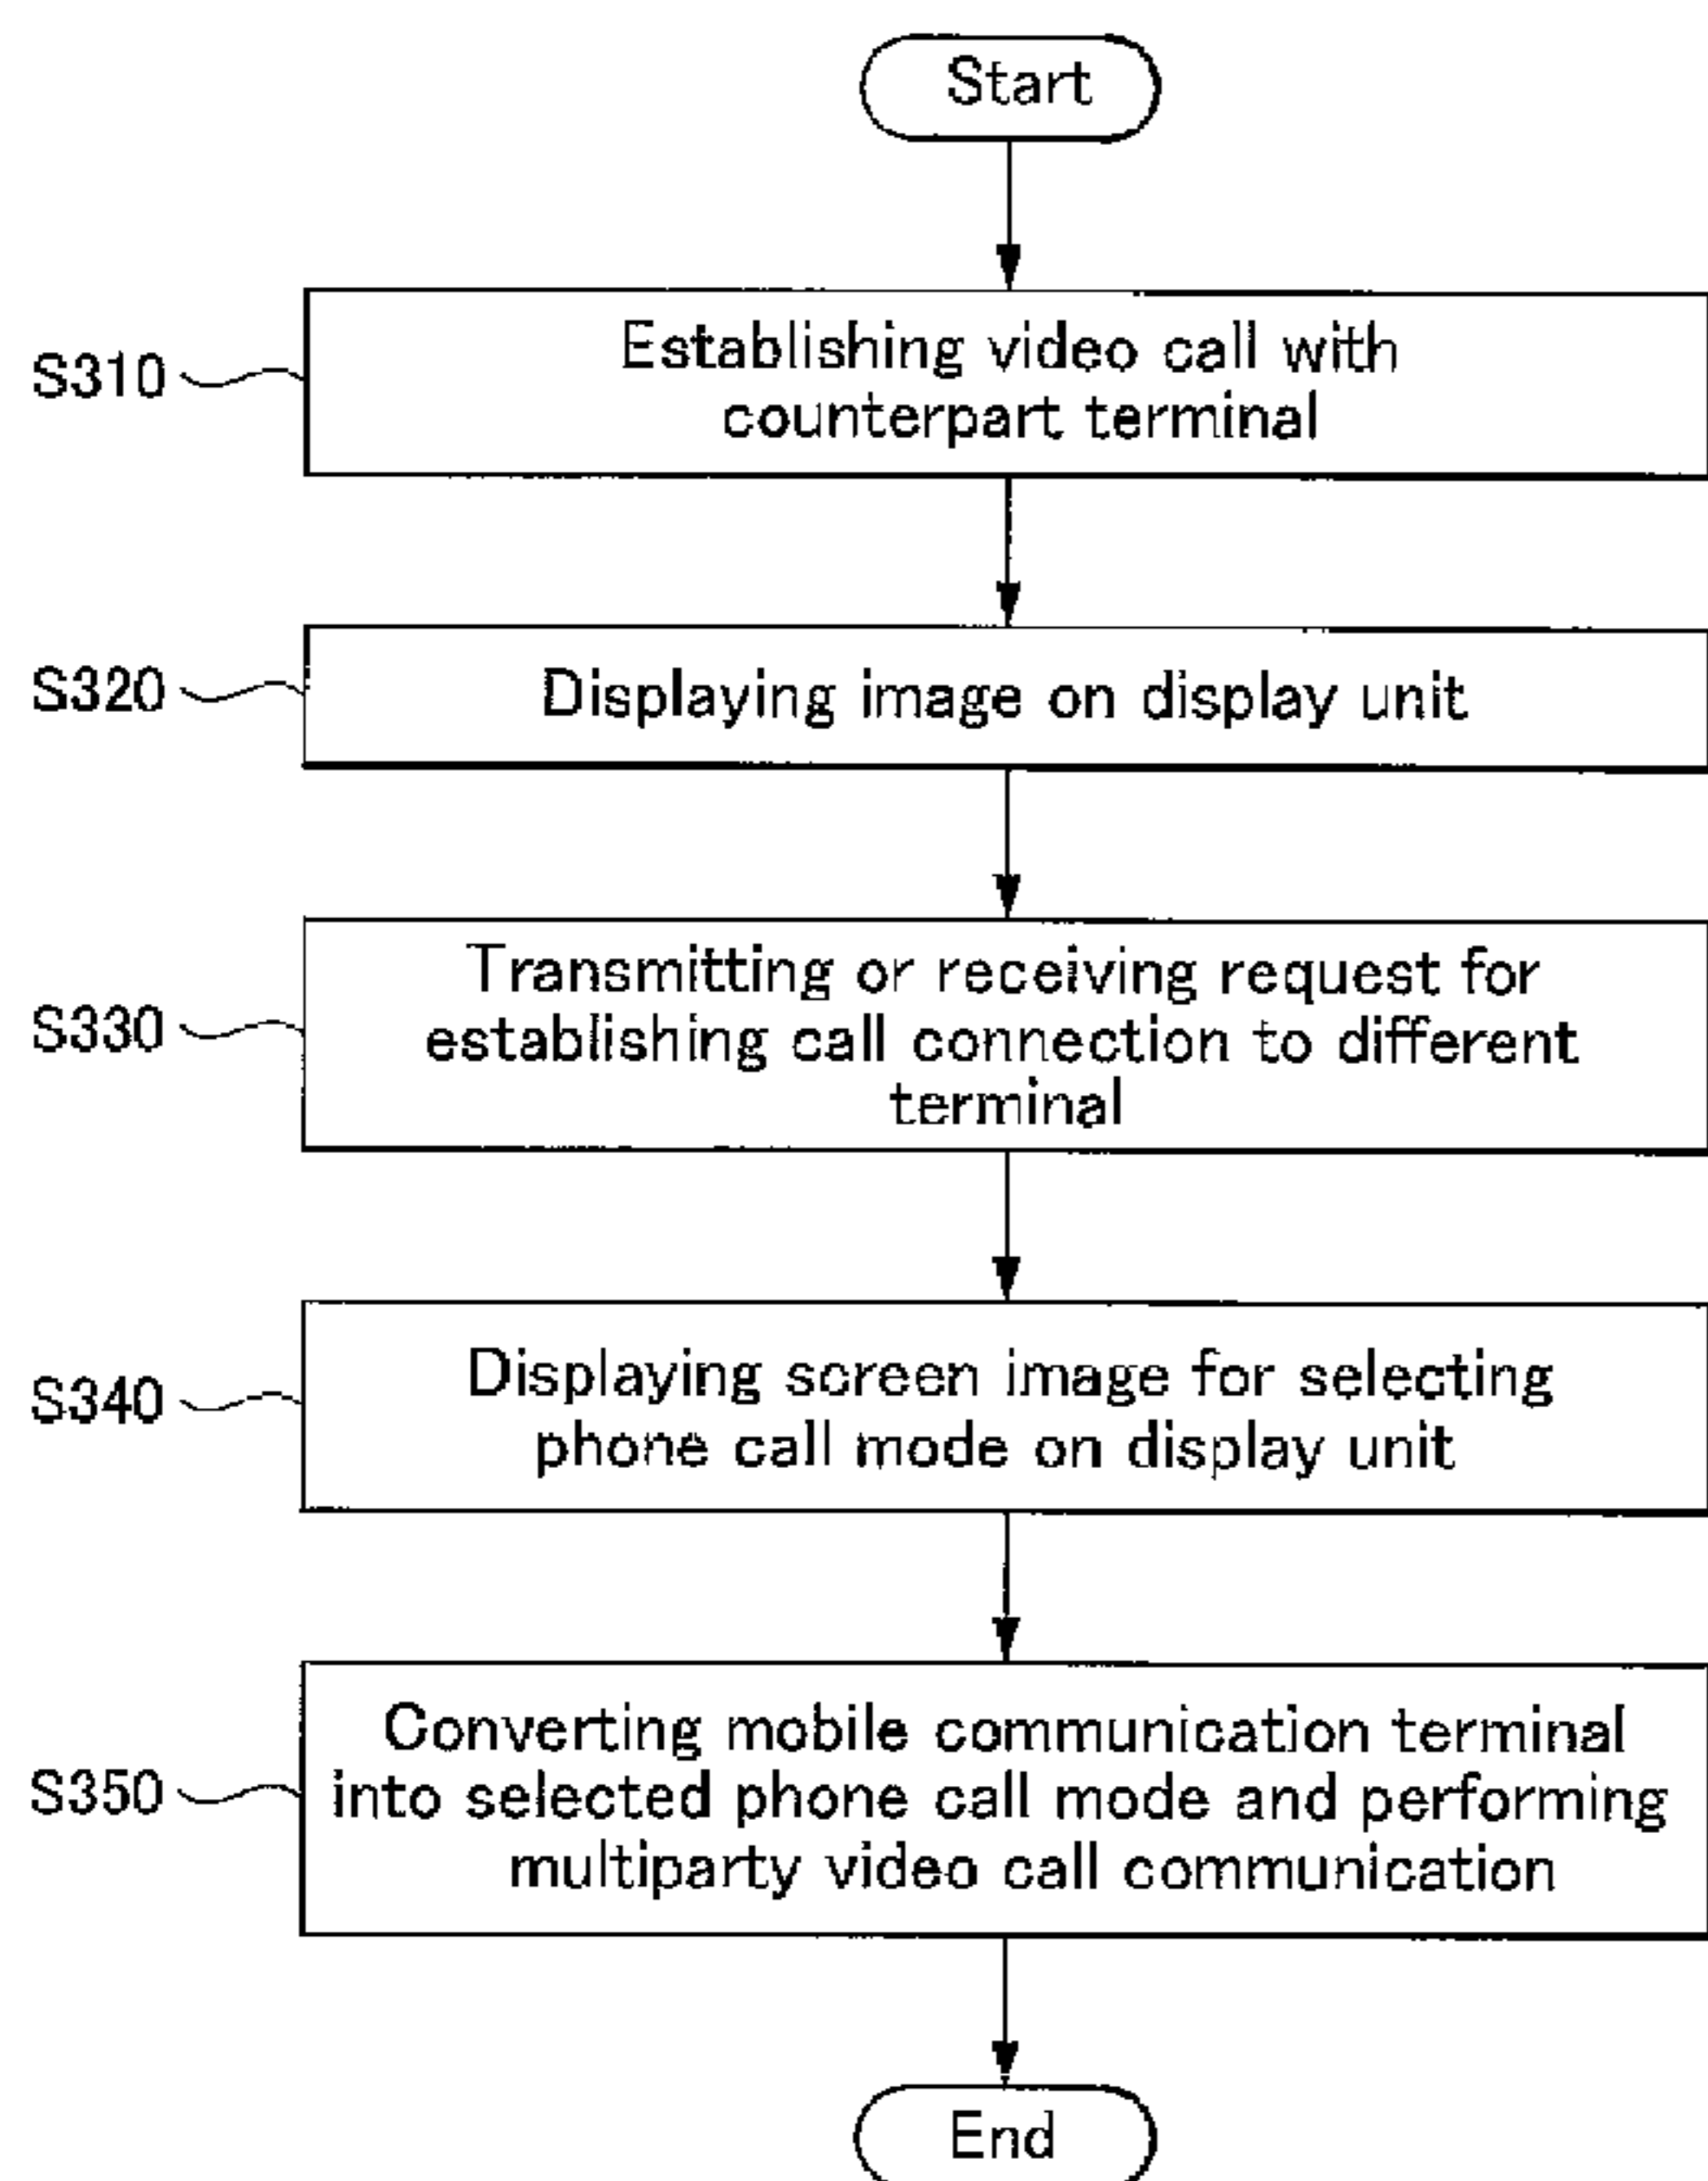 Start
S310
Establishing video call with
counterpart terminal
S320
Displaying image on display unit
S330
Transmitting or receiving request for
establishing call connection to different
terminal
S340
Displaying screen image for selecting
phone call mode on display unit
S350
Converting mobile communication terminal
into selected phone call mode and performing
multiparty video call communication
End